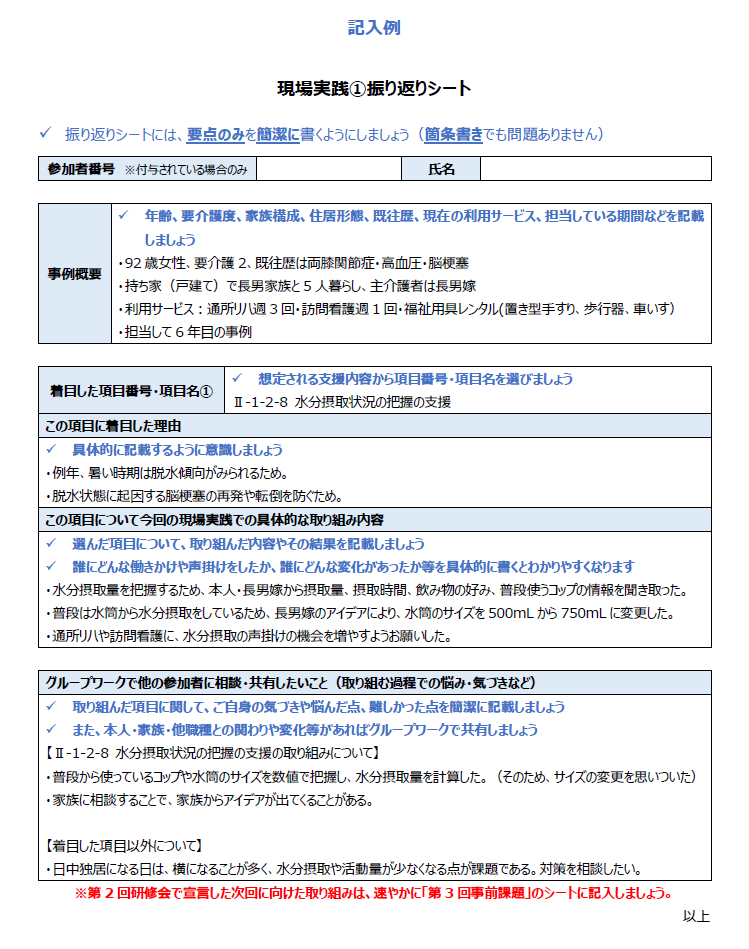 記入例
現場実践①振り返りシート
✓ 振り返りシートには、要点のみを簡潔に書くようにしましょう（箇条書きでも問題ありません）
参加者番号 ※付与されている場合のみ 氏名
✓ 年齢、要介護度、家族構成、住居形態、既往歴、現在の利用サービス、担当している期間などを記載
しましょう
事例概要
・92歳女性、要介護2、既往歴は両膝関節症・高血圧・脳梗塞
・持ち家（戸建て）で長男家族と5人暮らし、主介護者は長男嫁
・利用サービス：通所リハ週3回・訪問看護週1回・福祉用具レンタル(置き型手すり、歩行器、車いす）
・担当して6年目の事例
着目した項目番号・項目名①
✓ 想定される支援内容から項目番号・項目名を選びましょう
Ⅱ-1-2-8 水分摂取状況の把握の支援
この項目に着目した理由
✓ 具体的に記載するように意識しましょう
・例年、暑い時期は脱水傾向がみられるため。
・脱水状態に起因する脳梗塞の再発や転倒を防ぐため。
この項目について今回の現場実践での具体的な取り組み内容
✓ 選んだ項目について、取り組んだ内容やその結果を記載しましょう
✓ 誰にどんな働きかけや声掛けをしたか、誰にどんな変化があったか等を具体的に書くとわかりやすくなります
・水分摂取量を把握するため、本人・長男嫁から摂取量、摂取時間、飲み物の好み、普段使うコップの情報を聞き取った。
・普段は水筒から水分摂取をしているため、長男嫁のアイデアにより、水筒のサイズを500mLから750mLに変更した。
・通所リハや訪問看護に、水分摂取の声掛けの機会を増やすようお願いした。
グループワークで他の参加者に相談・共有したいこと（取り組む過程での悩み・気づきなど）
✓ 取り組んだ項目に関して、ご自身の気づきや悩んだ点、難しかった点を簡潔に記載しましょう
✓ また、本人・家族・他職種との関わりや変化等があればグループワークで共有しましょう
【Ⅱ-1-2-8 水分摂取状況の把握の支援の取り組みについて】
・普段から使っているコップや水筒のサイズを数値で把握し、水分摂取量を計算した。（そのため、サイズの変更を思いついた）
・家族に相談することで、家族からアイデアが出てくることがある。
【着目した項目以外について】
・日中独居になる日は、横になることが多く、水分摂取や活動量が少なくなる点が課題である。対策を相談したい。
※第2回研修会で宣言した次回に向けた取り組みは、速やかに「第3回事前課題」のシートに記入しましょう。
以上